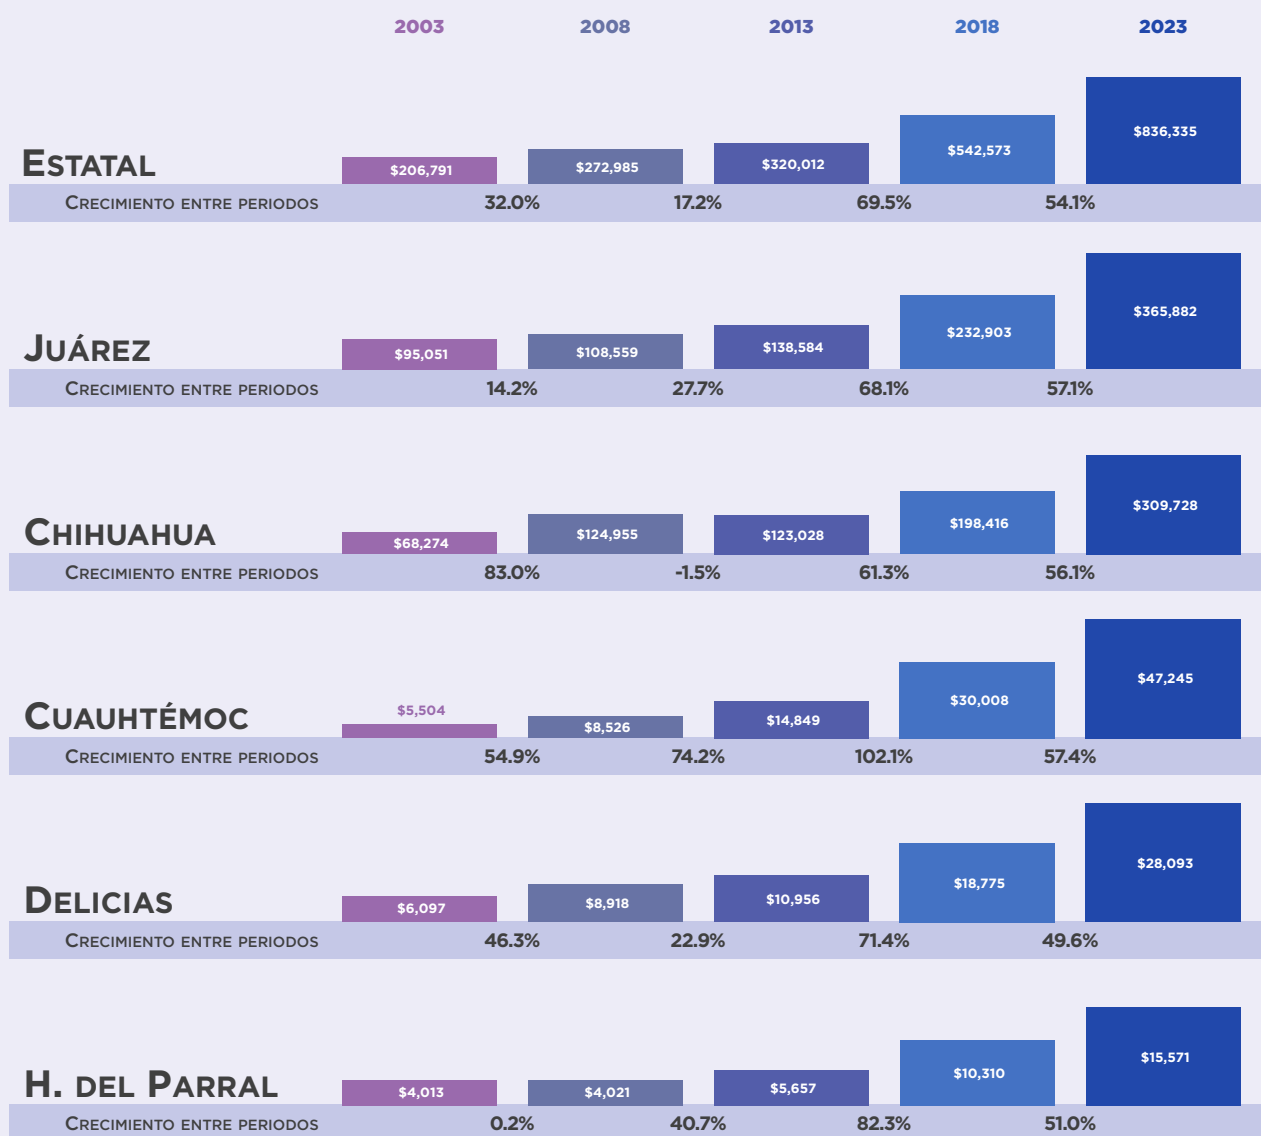 2003 2008 2013 2018 2023
ESTATAL $206,791 $272,985 $320,012 $542,573 $836,335
CRECIMIENTO ENTRE PERIODOS 32.0% 17.2% 69.5% 54.1%
JUÁREZ $95,051 $108,559 $138,584 $232,903 $365,882
CRECIMIENTO ENTRE PERIODOS 14.2% 27.7% 68.1% 57.1%
CHIHUAHUA $68,274 $124,955 $123,028 $198,416 $309,728
CRECIMIENTO ENTRE PERIODOS 83.0% -1.5% 61.3% 56.1%
CUAUHTÉMOC $5,504 $8,526 $14,849 $30,008 $47,245
CRECIMIENTO ENTRE PERIODOS 54.9% 74.2% 102.1% 57.4%
DELICIAS $6,097 $8,918 $10,956 $18,775 $28,093
CRECIMIENTO ENTRE PERIODOS 46.3% 22.9% 71.4% 49.6%
H. DEL PARRAL $4,013 $4,021 $5,657 $10,310 $15,571
CRECIMIENTO ENTRE PERIODOS 0.2% 40.7% 82.3% 51.0%